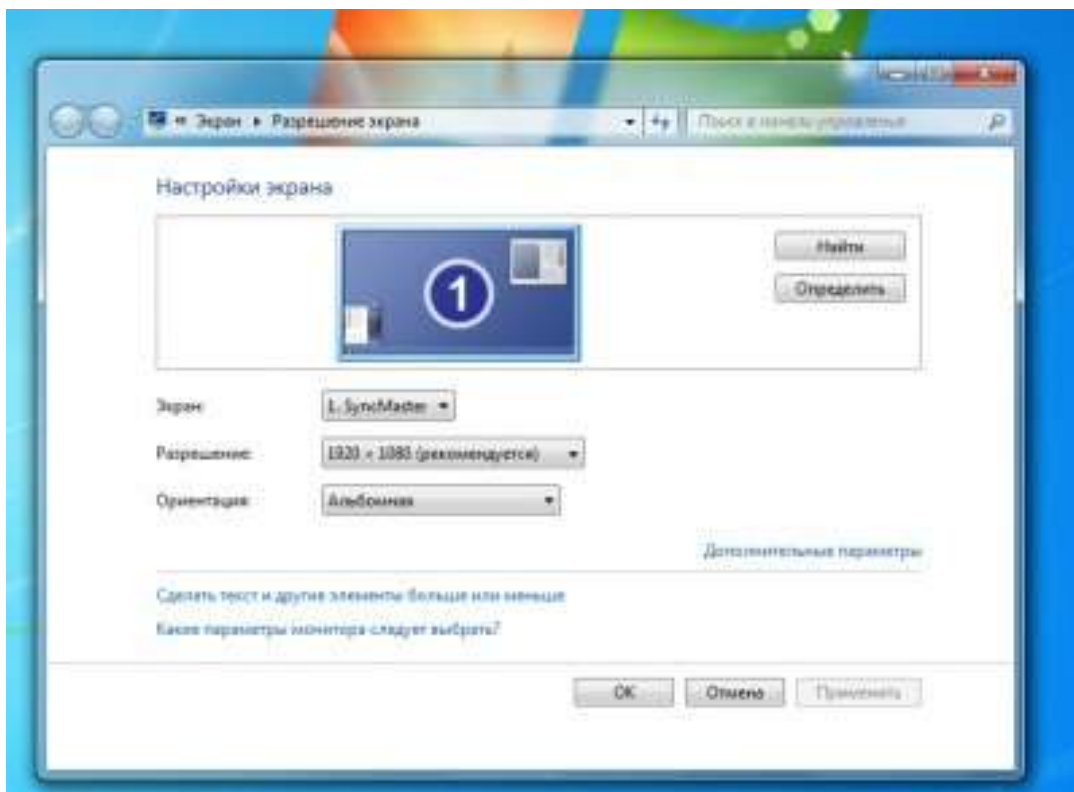 Экран ▸ Разрешение экрана
Поиск в панели управления
Настройки экрана
1
Найти
Определить
Экран:
1. SyncMaster
Разрешение:
1920 × 1080 (рекомендуется)
Ориентация:
Альбомная
Дополнительные параметры
Сделать текст и другие элементы больше или меньше
Какие параметры монитора следует выбрать?
OK
Отмена
Применить